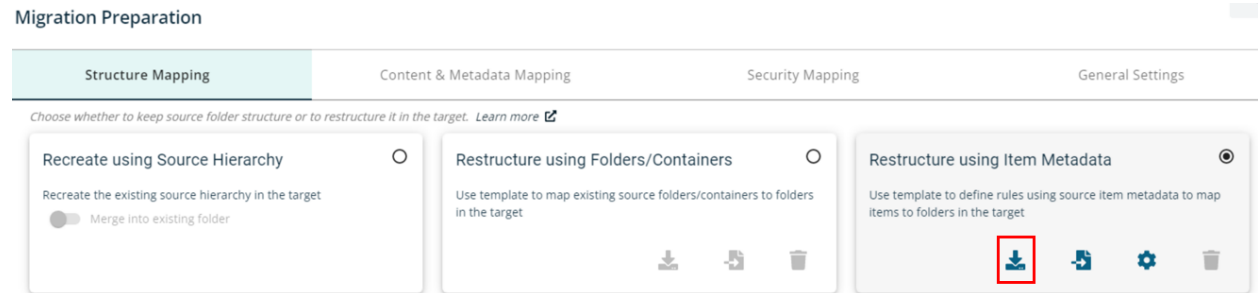 Migration Preparation
Structure Mapping
Content & Metadata Mapping
Security Mapping
General Settings
Choose whether to keep source folder structure or to restructure it in the target. Learn more
Recreate using Source Hierarchy
Recreate the existing source hierarchy in the target
Merge into existing folder
Restructure using Folders/Containers
Use template to map existing source folders/containers to folders
in the target
Restructure using Item Metadata
Use template to define rules using source item metadata to map
items to folders in the target